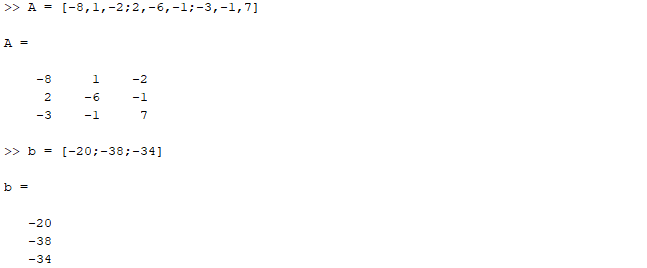 >> A = [-8,1,-2;2,-6,-1;-3,-1,7]
A =
-8 1 -2
2 -6 -1
-3 -1 7
>> b = [-20;-38;-34]
b =
-20
-38
-34